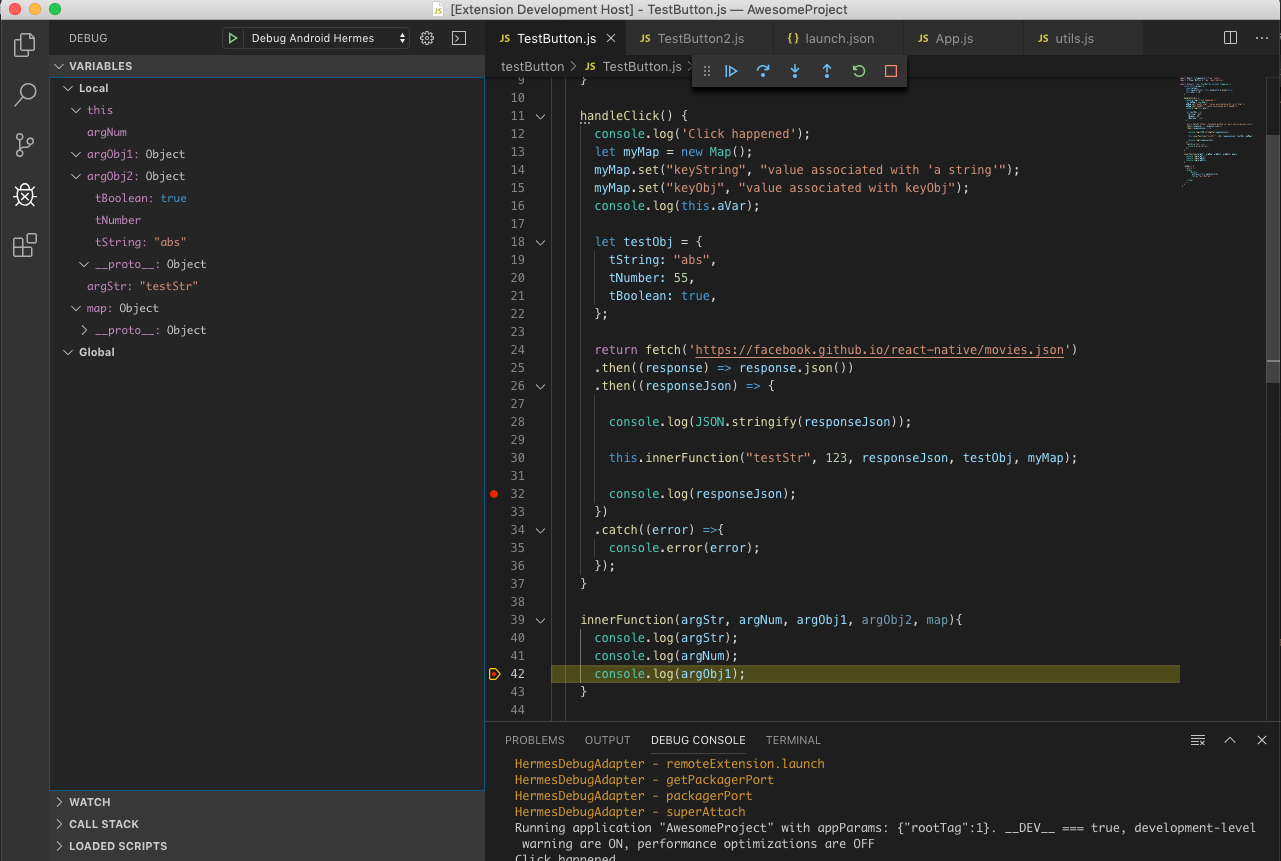 [Extension Development Host] - TestButton.js — AwesomeProject
DEBUG
Debug Android Hermes
JS TestButton.js
JS TestButton2.js
{} launch.json
JS App.js
JS utils.js
testButton > JS TestButton.js >
VARIABLES
Local
this
argNum
argObj1: Object
argObj2: Object
tBoolean: true
tNumber
tString: "abs"
__proto__: Object
argStr: "testStr"
map: Object
__proto__: Object
Global
WATCH
CALL STACK
LOADED SCRIPTS
9 }
10
11 handleClick() {
12 console.log('Click happened');
13 let myMap = new Map();
14 myMap.set("keyString", "value associated with 'a string'");
15 myMap.set("keyObj", "value associated with keyObj");
16 console.log(this.aVar);
17
18 let testObj = {
19 tString: "abs",
20 tNumber: 55,
21 tBoolean: true,
22 };
23
24 return fetch('https://facebook.github.io/react-native/movies.json')
25 .then((response) => response.json())
26 .then((responseJson) => {
27
28 console.log(JSON.stringify(responseJson));
29
30 this.innerFunction("testStr", 123, responseJson, testObj, myMap);
31
32 console.log(responseJson);
33 })
34 .catch((error) =>{
35 console.error(error);
36 });
37 }
38
39 innerFunction(argStr, argNum, argObj1, argObj2, map){
40 console.log(argStr);
41 console.log(argNum);
42 console.log(argObj1);
43 }
44
PROBLEMS
OUTPUT
DEBUG CONSOLE
TERMINAL
HermesDebugAdapter - remoteExtension.launch
HermesDebugAdapter - getPackagerPort
HermesDebugAdapter - packagerPort
HermesDebugAdapter - superAttach
Running application "AwesomeProject" with appParams: {"rootTag":1}. __DEV__ === true, development-level
warning are ON, performance optimizations are OFF
Click happened